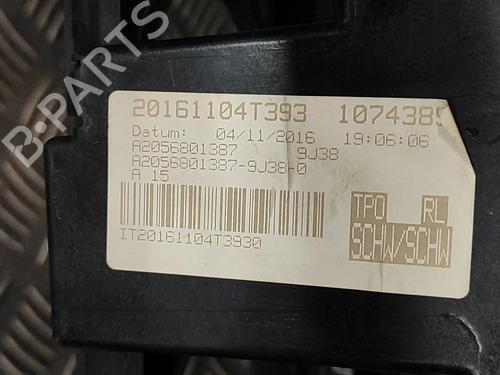 B-PARTS
20161104T393 1074389
Datum: 04/11/2016 19:06:06
A2056801387 9J38
A2056801387-9J38-0
A 15
TPO RL
SCHW/SCHW
IT20161104T3930